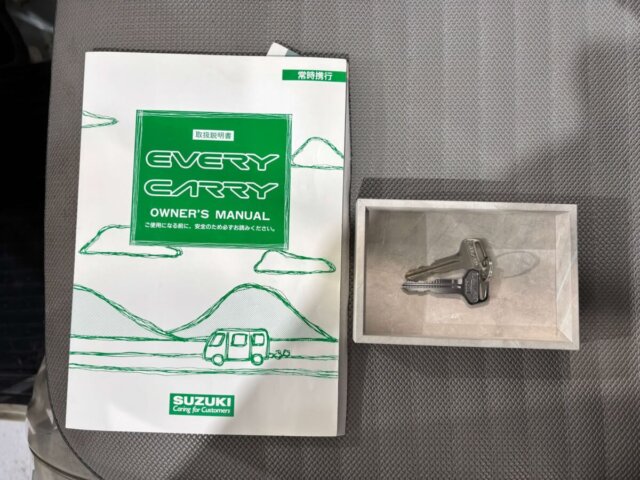 常時携行
取扱説明書
EVERY
CARRY
OWNER'S MANUAL
ご使用になる前に、安全のため必ずお読みください。
SUZUKI
Caring for Customers